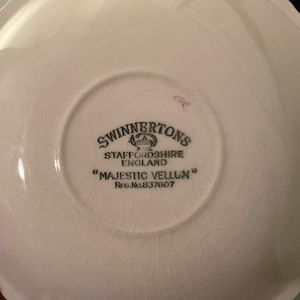 SWINNERTONS
STAFFORDSHIRE
ENGLAND
"MAJESTIC VELLUM"
REG. NO. 837607